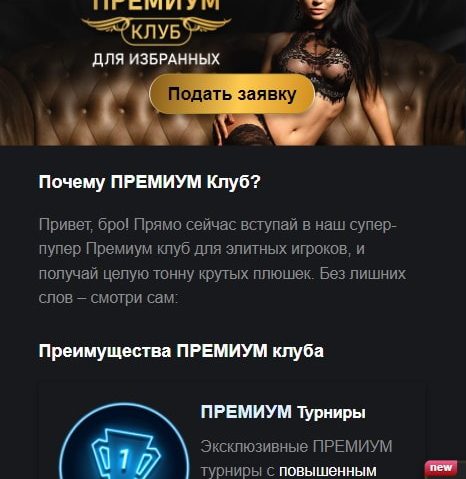 ПРЕМИУМ
КЛУБ
ДЛЯ ИЗБРАННЫХ
Подать заявку
Почему ПРЕМИУМ Клуб?
Привет, бро! Прямо сейчас вступай в наш супер-
пупер Премиум клуб для элитных игроков, и
получай целую тонну крутых плюшек. Без лишних
слов – смотри сам:
Преимущества ПРЕМИУМ клуба
ПРЕМИУМ Турниры
1
Эксклюзивные ПРЕМИУМ
турниры с повышенным
new